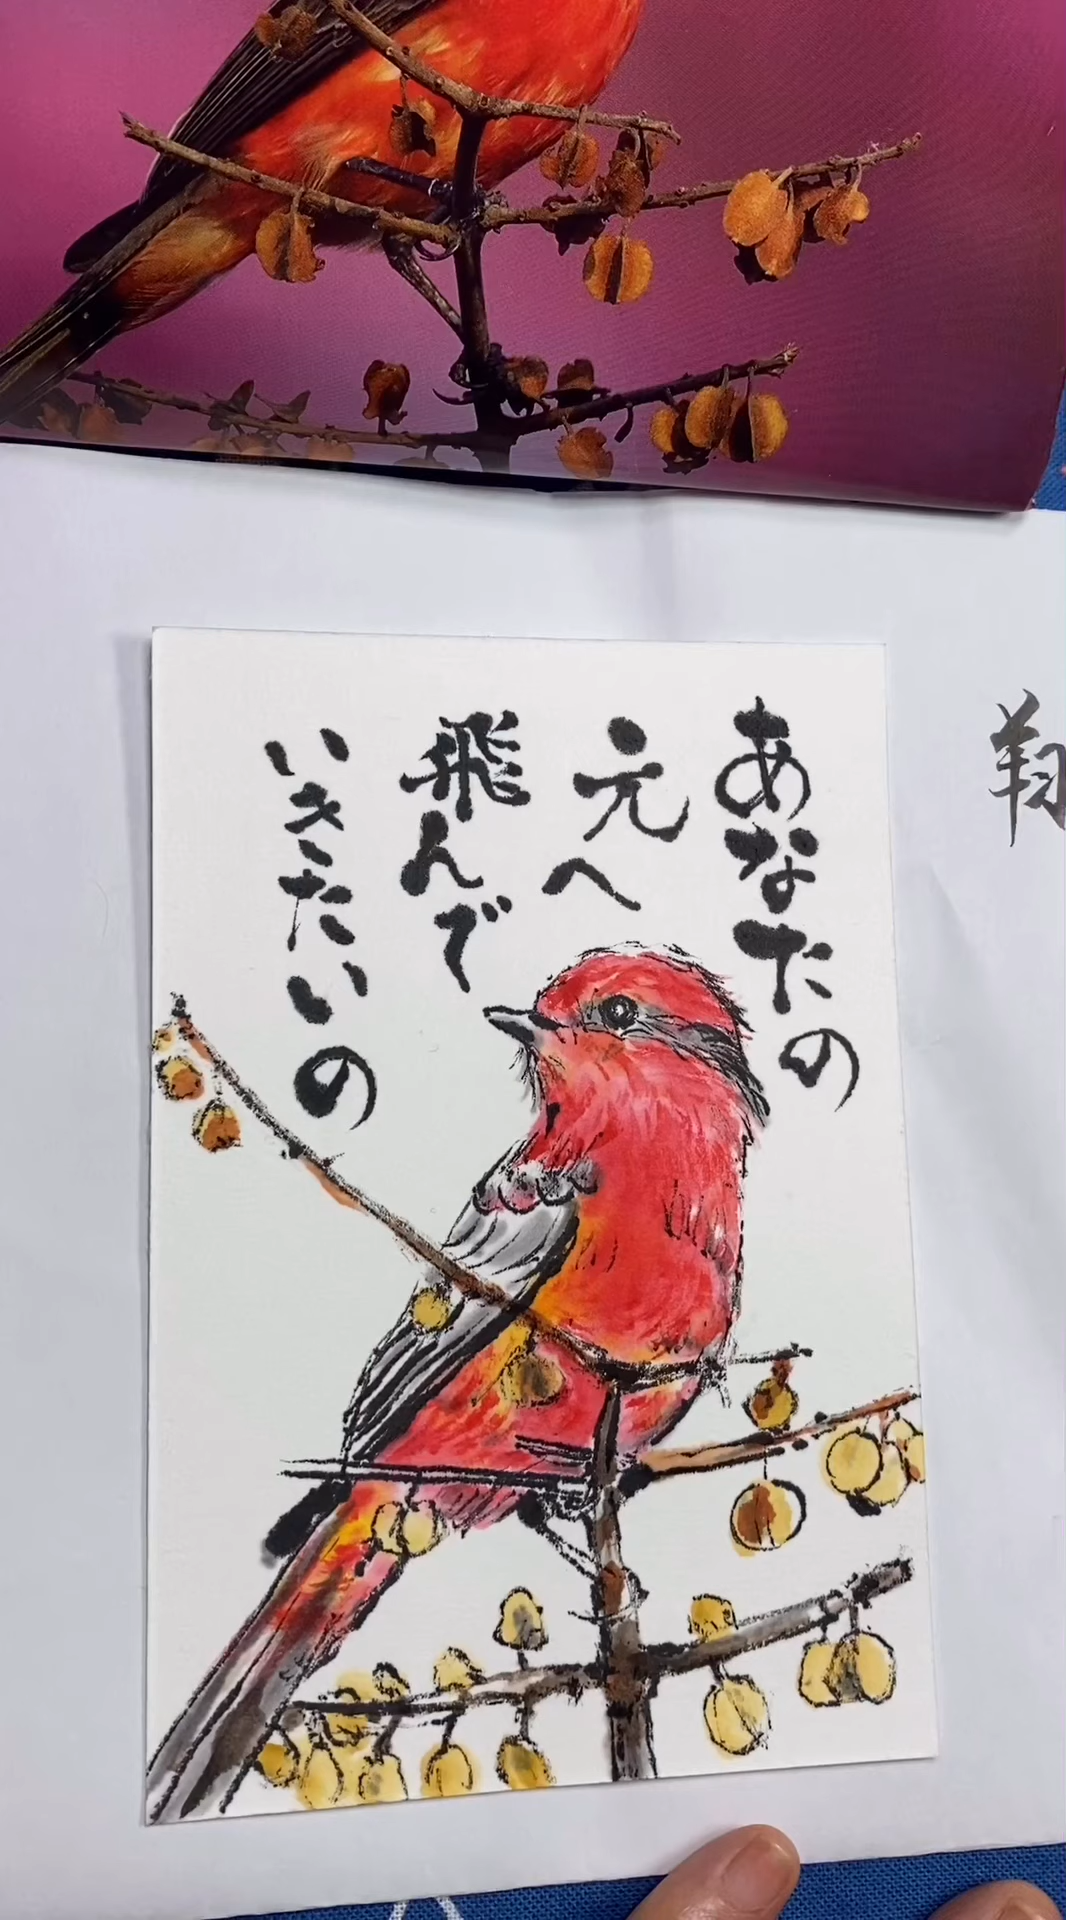 あなたの
元へ
飛んで
いきたいの